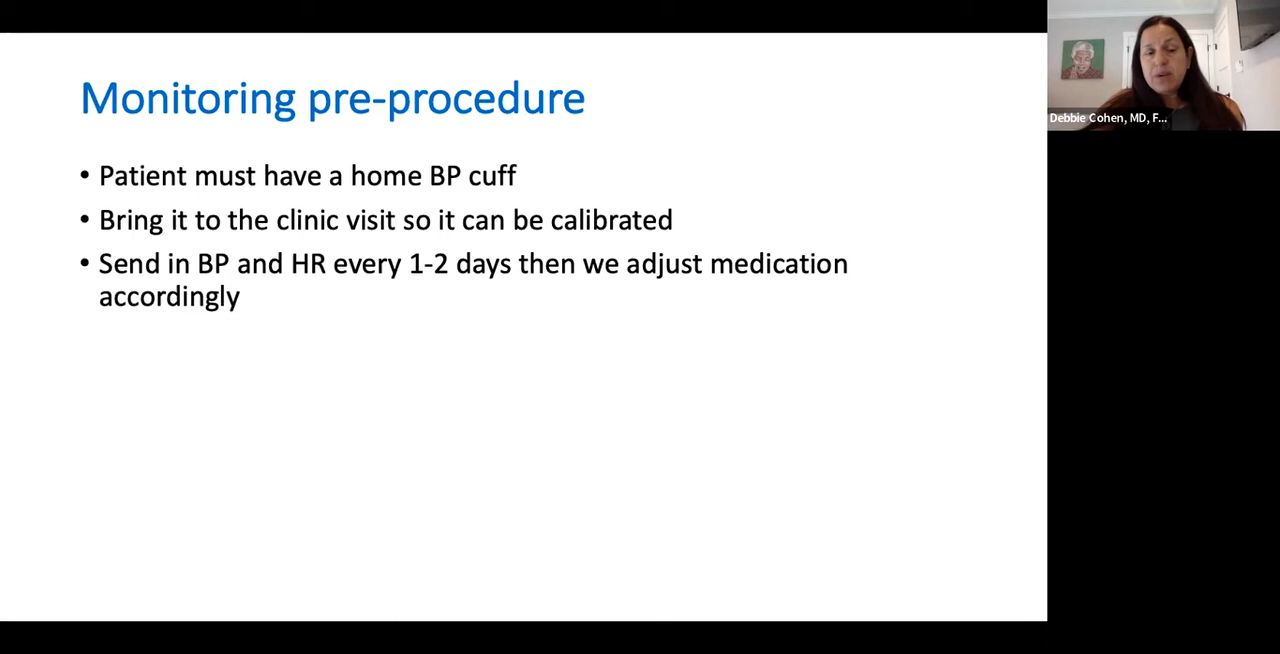 Monitoring pre-procedure
• Patient must have a home BP cuff
• Bring it to the clinic visit so it can be calibrated
• Send in BP and HR every 1-2 days then we adjust medication
accordingly
Debbie Cohen, MD, F...